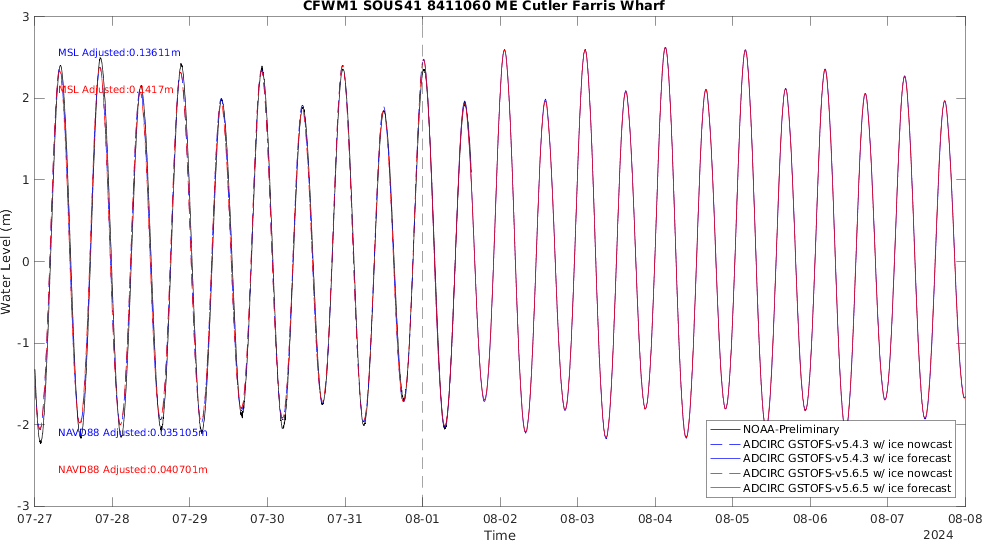 CFWM1 SOUS41 8411060 ME Cutler Farris Wharf
3
2
1
0
-1
-2
-3
Water Level (m)
MSL Adjusted:0.13611m
MSL Adjusted:0.1417m
NAVD88 Adjusted:0.035105m
NAVD88 Adjusted:0.040701m
NOAA-Preliminary
ADCIRC GSTOFS-v5.4.3 w/ ice nowcast
ADCIRC GSTOFS-v5.4.3 w/ ice forecast
ADCIRC GSTOFS-v5.6.5 w/ ice nowcast
ADCIRC GSTOFS-v5.6.5 w/ ice forecast
07-27 07-28 07-29 07-30 07-31 08-01 08-02 08-03 08-04 08-05 08-06 08-07 08-08
Time
2024